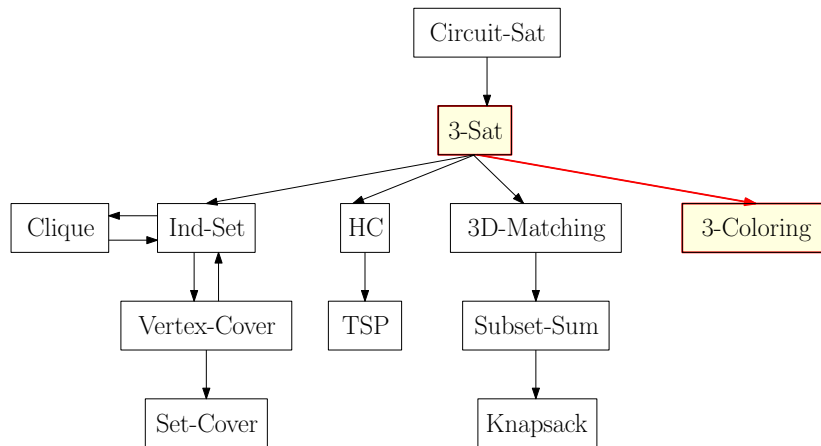 Circuit-Sat
3-Sat
Clique
Ind-Set
HC
3D-Matching
3-Coloring
Vertex-Cover
TSP
Subset-Sum
Set-Cover
Knapsack